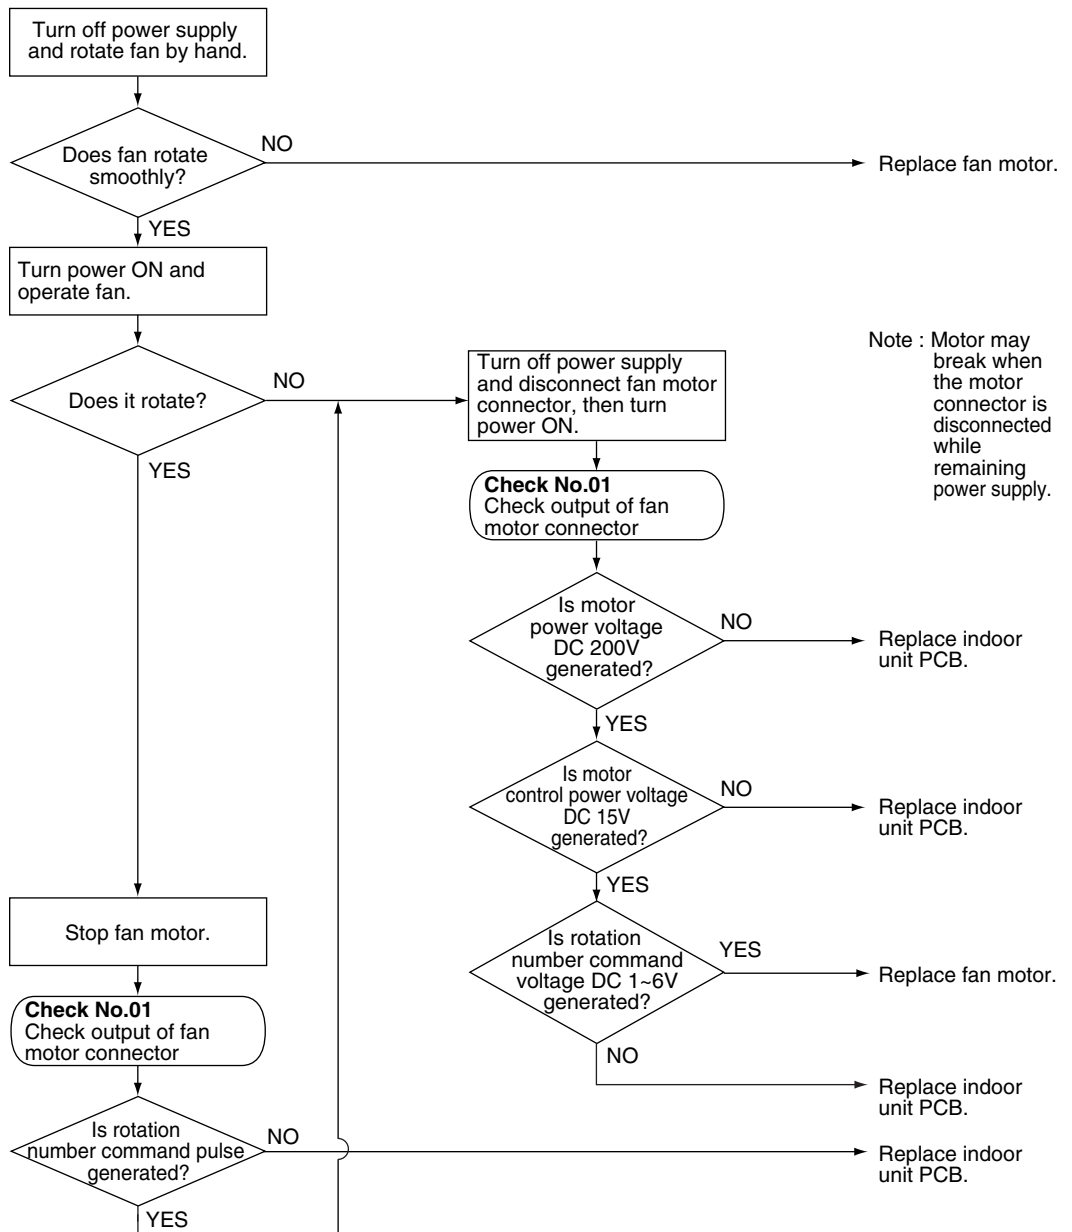 Turn off power supply
and rotate fan by hand.
Does fan rotate
smoothly?
NO
Replace fan motor.
YES
Turn power ON and
operate fan.
Does it rotate?
NO
Turn off power supply
and disconnect fan motor
connector, then turn
power ON.
Note : Motor may
break when
the motor
connector is
disconnected
while
remaining
power supply.
YES
Check No.01
Check output of fan
motor connector
Is motor
power voltage
DC 200V
generated?
NO
Replace indoor
unit PCB.
YES
Is motor
control power voltage
DC 15V
generated?
NO
Replace indoor
unit PCB.
YES
Is rotation
number command
voltage DC 1~6V
generated?
YES
Replace fan motor.
NO
Replace indoor
unit PCB.
Stop fan motor.
Check No.01
Check output of fan
motor connector
Is rotation
number command pulse
generated?
NO
Replace indoor
unit PCB.
YES